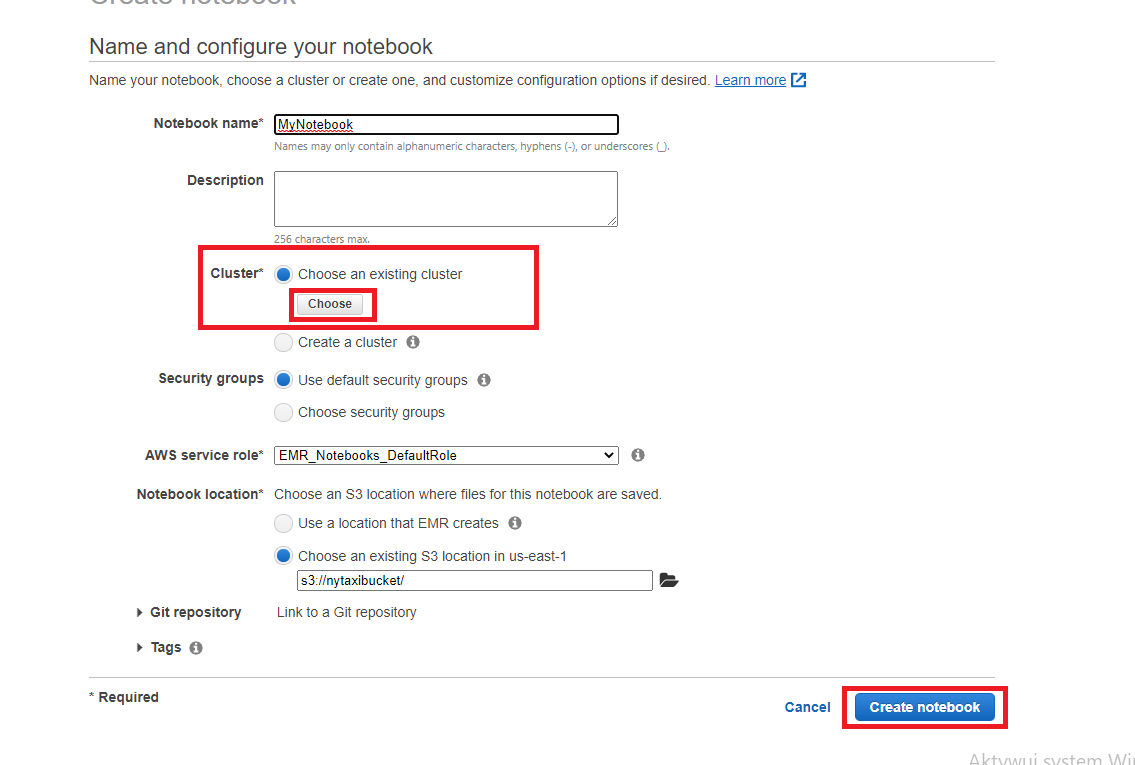 Create notebook
Name and configure your notebook
Name your notebook, choose a cluster or create one, and customize configuration options if desired. Learn more
Notebook name* MyNotebook
Names may only contain alphanumeric characters, hyphens (-), or underscores (_).
Description
256 characters max.
Cluster* Choose an existing cluster
Choose
Create a cluster
Security groups Use default security groups
Choose security groups
AWS service role* EMR_Notebooks_DefaultRole
Notebook location* Choose an S3 location where files for this notebook are saved.
Use a location that EMR creates
Choose an existing S3 location in us-east-1
s3://nytaxibucket/
Git repository Link to a Git repository
Tags
* Required
Cancel Create notebook
Aktywuj system Wi